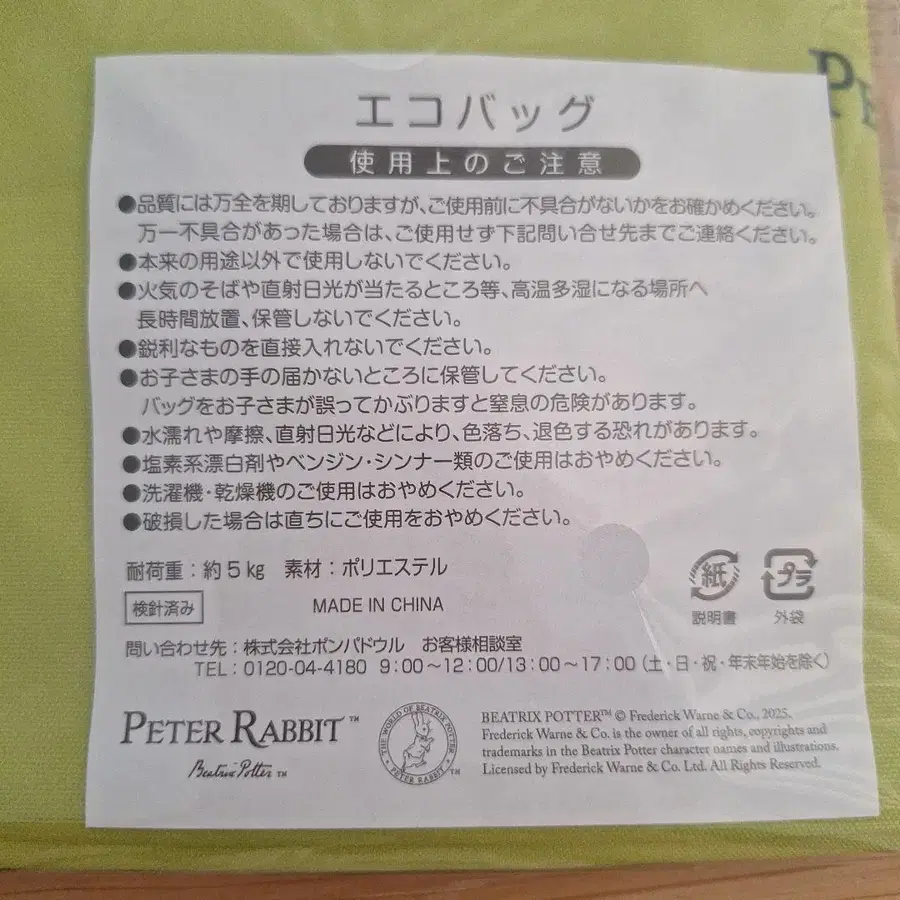 エコバッグ
使用上のご注意
●品質には万全を期しておりますが、ご使用前に不具合がないかをお確かめください。
万一不具合があった場合は、ご使用せず下記問い合せ先までご連絡ください。
●本来の用途以外で使用しないでください。
●火気のそばや直射日光が当たるところ等、高温多湿になる場所へ
長時間放置、保管しないでください。
●鋭利なものを直接入れないでください。
●お子さまの手の届かないところに保管してください。
バッグをお子さまが誤ってかぶりますと窒息の危険があります。
●水濡れや摩擦、直射日光などにより、色落ち、退色する恐れがあります。
●塩素系漂白剤やベンジン・シンナー類のご使用はおやめください。
●洗濯機・乾燥機のご使用はおやめください。
●破損した場合は直ちにご使用をおやめください。
耐荷重：約5kg 素材：ポリエステル
紙
プラ
説明書
外袋
検針済み
MADE IN CHINA
問い合わせ先：株式会社ポンパドウル お客様相談室
TEL：0120-04-4180 9:00～12:00/13:00～17:00（土・日・祝・年末年始を除く）
PETER RABBIT™
Beatrix Potter ™
THE WORLD OF BEATRIX POTTER
PETER RABBIT ™
BEATRIX POTTER™ © Frederick Warne & Co., 2025.
Frederick Warne & Co. is the owner of all rights, copyrights and
trademarks in the Beatrix Potter character names and illustrations.
Licensed by Frederick Warne & Co. Ltd. All Rights Reserved.